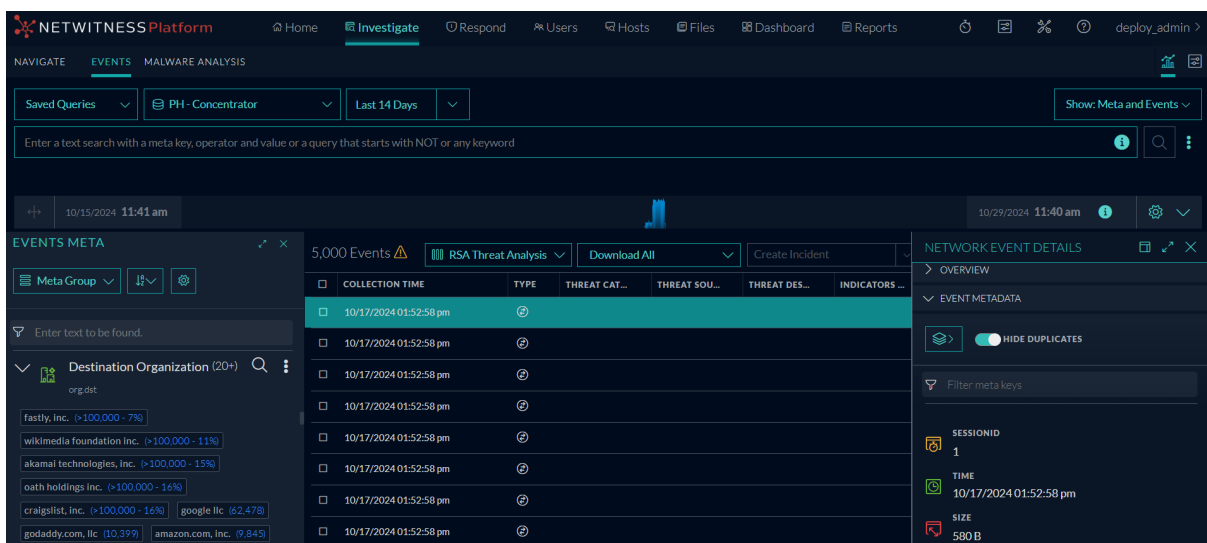 NETWITNESS Platform
Home
Investigate
Respond
Users
Hosts
Files
Dashboard
Reports
deploy_admin >
NAVIGATE
EVENTS
MALWARE ANALYSIS
Saved Queries
PH - Concentrator
Last 14 Days
Show: Meta and Events
Enter a text search with a meta key, operator and value or a query that starts with NOT or any keyword
10/15/2024 11:41 am
10/29/2024 11:40 am
EVENTS META
Meta Group
Enter text to be found.
Destination Organization (20+)
org.dst
fastly, inc. (>100,000 - 7%)
wikimedia foundation inc. (>100,000 - 11%)
akamai technologies, inc. (>100,000 - 15%)
oath holdings inc. (>100,000 - 16%)
craigslist, inc. (>100,000 - 16%) google llc (62,478)
godaddy.com, llc (10,399) amazon.com, inc. (9,845)
5,000 Events
RSA Threat Analysis
Download All
Create Incident
COLLECTION TIME TYPE THREAT CAT... THREAT SOU... THREAT DES... INDICATORS ...
10/17/2024 01:52:58 pm
10/17/2024 01:52:58 pm
10/17/2024 01:52:58 pm
10/17/2024 01:52:58 pm
10/17/2024 01:52:58 pm
10/17/2024 01:52:58 pm
10/17/2024 01:52:58 pm
10/17/2024 01:52:58 pm
NETWORK EVENT DETAILS
OVERVIEW
EVENT METADATA
HIDE DUPLICATES
Filter meta keys
SESSIONID
1
TIME
10/17/2024 01:52:58 pm
SIZE
580 B